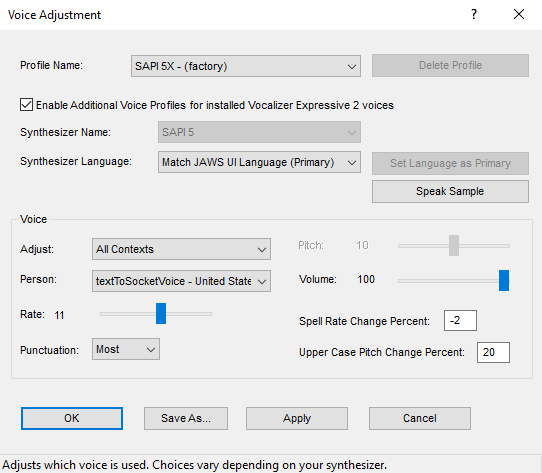 Voice Adjustment
Profile Name: SAPI 5X - (factory) Delete Profile
Enable Additional Voice Profiles for installed Vocalizer Expressive 2 voices
Synthesizer Name: SAPI 5
Synthesizer Language: Match JAWS UI Language (Primary) Set Language as Primary
Speak Sample
Voice
Adjust: All Contexts Pitch: 10
Person: textToSocketVoice - United State Volume: 100
Rate: 11 Spell Rate Change Percent: -2
Punctuation: Most Upper Case Pitch Change Percent: 20
OK Save As... Apply Cancel
Adjusts which voice is used. Choices vary depending on your synthesizer.